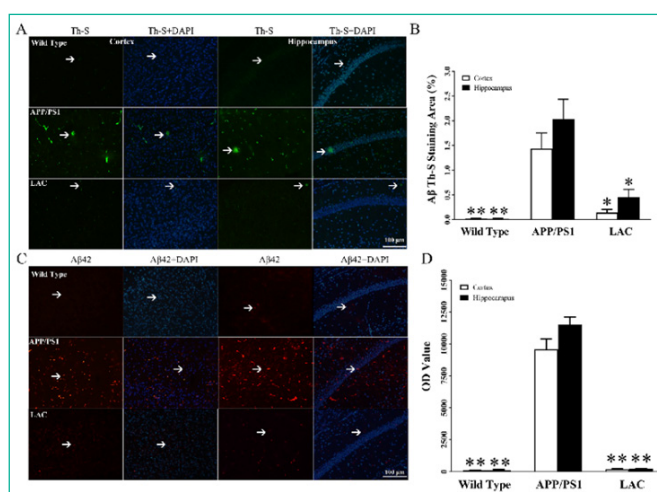 A
Th-S Th-S+DAPI Th-S Th-S+DAPI
Wild Type Cortex Hippocampus
APP/PS1
LAC
100 μm
B
Aβ Th-S Staining Area (%)
3.0
2.5
2.0
1.5
1.0
0.5
0.0
Cortex
Hippocampus
** ** * *
Wild Type APP/PS1 LAC
C
Aβ42 Aβ42+DAPI Aβ42 Aβ42+DAPI
Wild Type
APP/PS1
LAC
100 μm
D
OD Value
15000
12500
10000
7500
5000
2500
0
Cortex
Hippocampus
** ** ** **
Wild Type APP/PS1 LAC